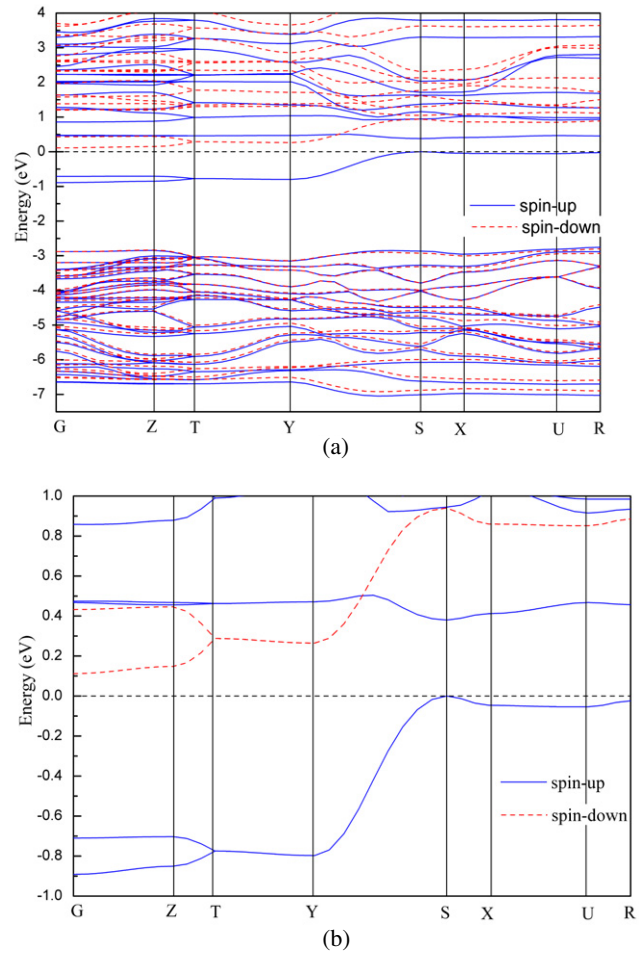 4
3
2
1
0
-1
-2
-3
-4
-5
-6
-7
Energy (eV)
spin-up
spin-down
G Z T Y S X U R
(a)
1.0
0.8
0.6
0.4
0.2
0.0
-0.2
-0.4
-0.6
-0.8
-1.0
Energy (eV)
spin-up
spin-down
G Z T Y S X U R
(b)